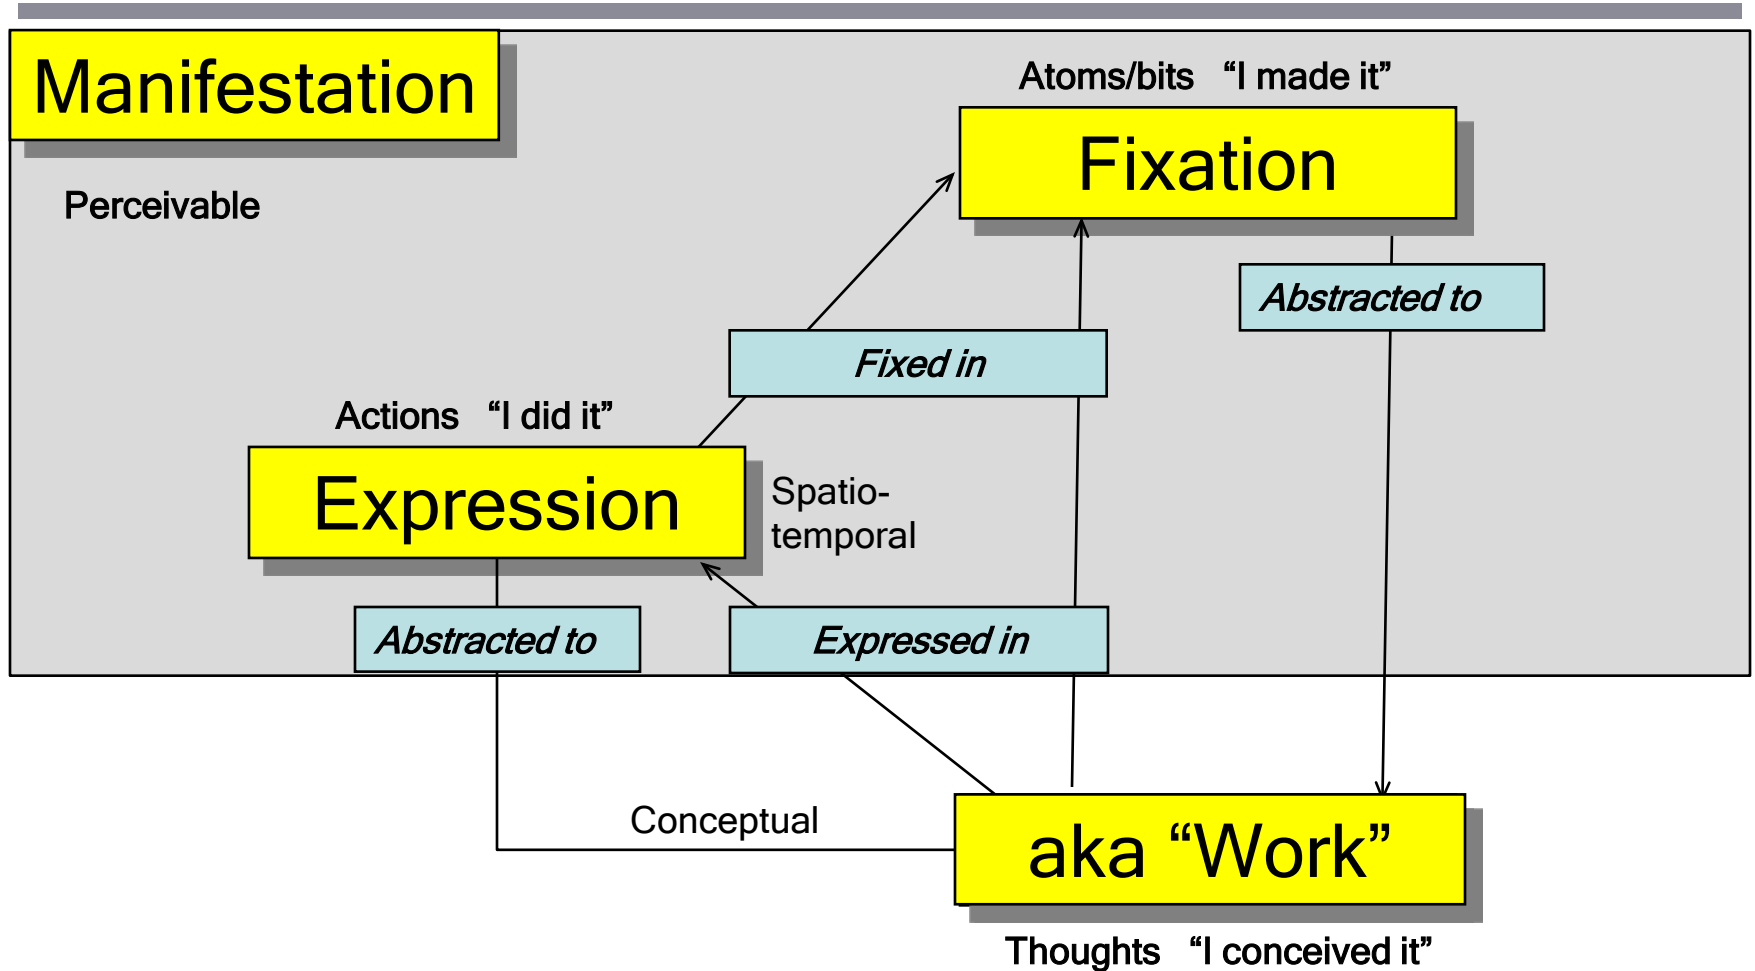 Manifestation
Atoms/bits “I made it”
Fixation
Perceivable
Abstracted to
Fixed in
Actions “I did it”
Expression
Spatio-
temporal
Abstracted to
Expressed in
Conceptual
aka “Work”
Thoughts “I conceived it”